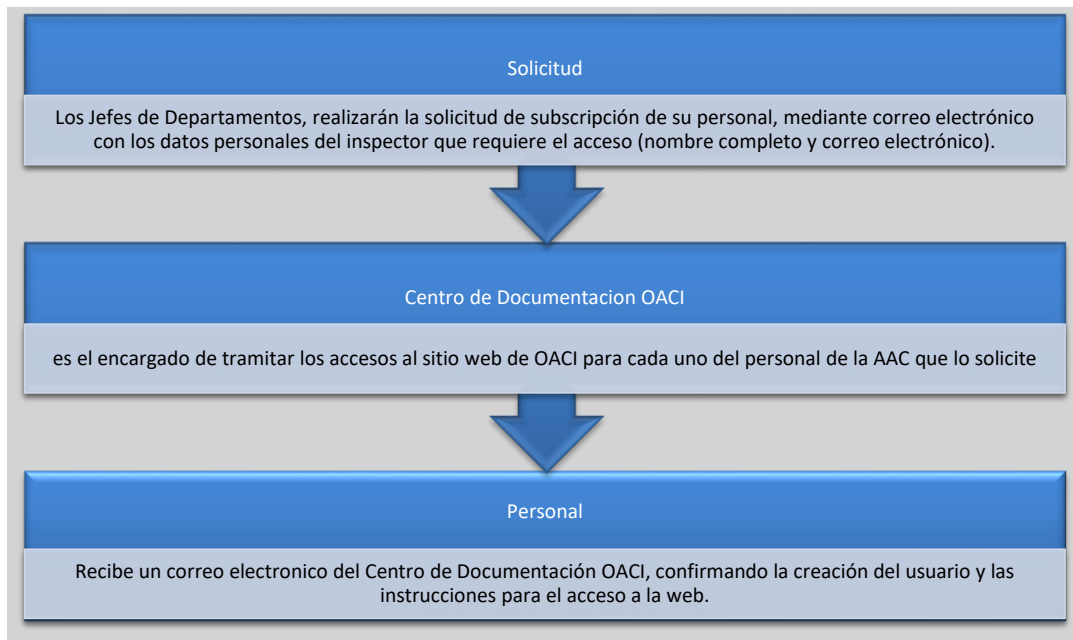 Solicitud
Los Jefes de Departamentos, realizarán la solicitud de subscripción de su personal, mediante correo electrónico
con los datos personales del inspector que requiere el acceso (nombre completo y correo electrónico).
Centro de Documentacion OACI
es el encargado de tramitar los accesos al sitio web de OACI para cada uno del personal de la AAC que lo solicite
Personal
Recibe un correo electronico del Centro de Documentación OACI, confirmando la creación del usuario y las
instrucciones para el acceso a la web.